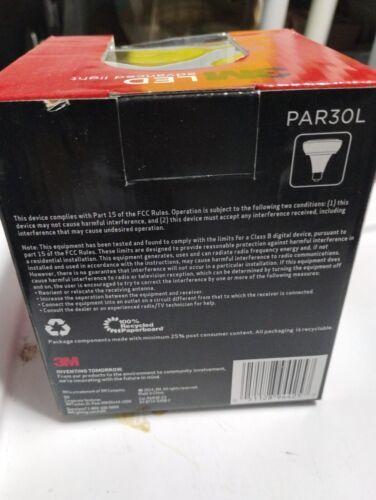 3M
LED
advanced light
PAR30L
This device complies with Part 15 of the FCC Rules. Operation is subject to the following two conditions: [1] this
device may not cause harmful interference, and [2] this device must accept any interference received, including
interference that may cause undesired operation.
Note: This equipment has been tested and found to comply with the limits for a Class B digital device, pursuant to
part 15 of the FCC Rules. These limits are designed to provide reasonable protection against harmful interference in
a residential installation. This equipment generates, uses and can radiate radio frequency energy and, if not
installed and used in accordance with the instructions, may cause harmful interference to radio communications.
However, there is no guarantee that interference will not occur in a particular installation. If this equipment does
cause harmful interference to radio or television reception, which can be determined by turning the equipment off
and on, the user is encouraged to try to correct the interference by one or more of the following measures:
• Reorient or relocate the receiving antenna.
• Increase the separation between the equipment and receiver.
• Connect the equipment into an outlet on a circuit different from that to which the receiver is connected.
• Consult the dealer or an experienced radio/TV technician for help.
100%
Recycled
Paperboard
Package components made with minimum 25% post consumer content. All packaging is recyclable.
3M
INVENTING TOMORROW.
From our products to the environment to community involvement,
we're innovating with the future in mind.
3M is a trademark of 3M Company.
3M